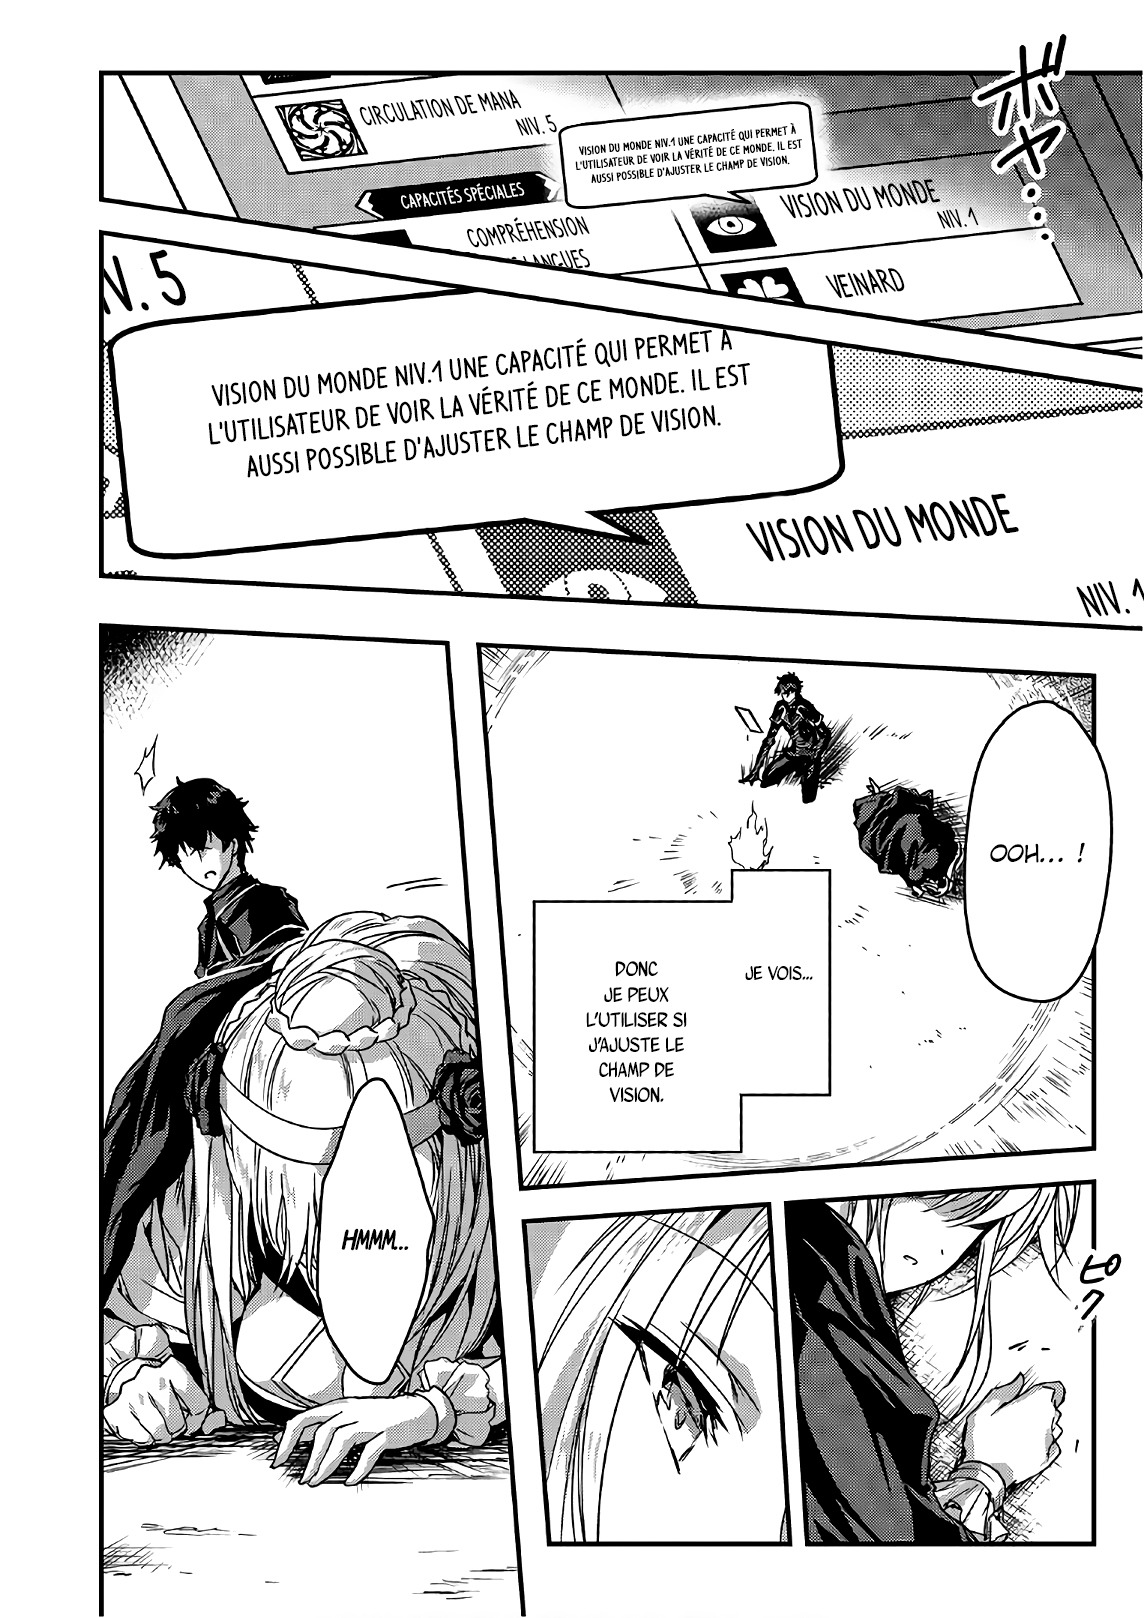 CIRCULATION DE MANA
NIV. 5
VISION DU MONDE NIV.1 UNE CAPACITÉ QUI PERMET À
L'UTILISATEUR DE VOIR LA VÉRITÉ DE CE MONDE. IL EST
AUSSI POSSIBLE D'AJUSTER LE CHAMP DE VISION.
ボヤ...
CAPACITÉS SPÉCIALES
COMPRÉHENSION
LANGUES
VISION DU MONDE
NIV. 1
VEINARD
NIV. 5
VISION DU MONDE NIV.1 UNE CAPACITÉ QUI PERMET À
L'UTILISATEUR DE VOIR LA VÉRITÉ DE CE MONDE. IL EST
AUSSI POSSIBLE D'AJUSTER LE CHAMP DE VISION.
VISION DU MONDE
NIV. 1
OOH... !
JE VOIS...
DONC
JE PEUX
L'UTILISER SI
J'AJUSTE LE
CHAMP DE
VISION.
ピク
HMMM...